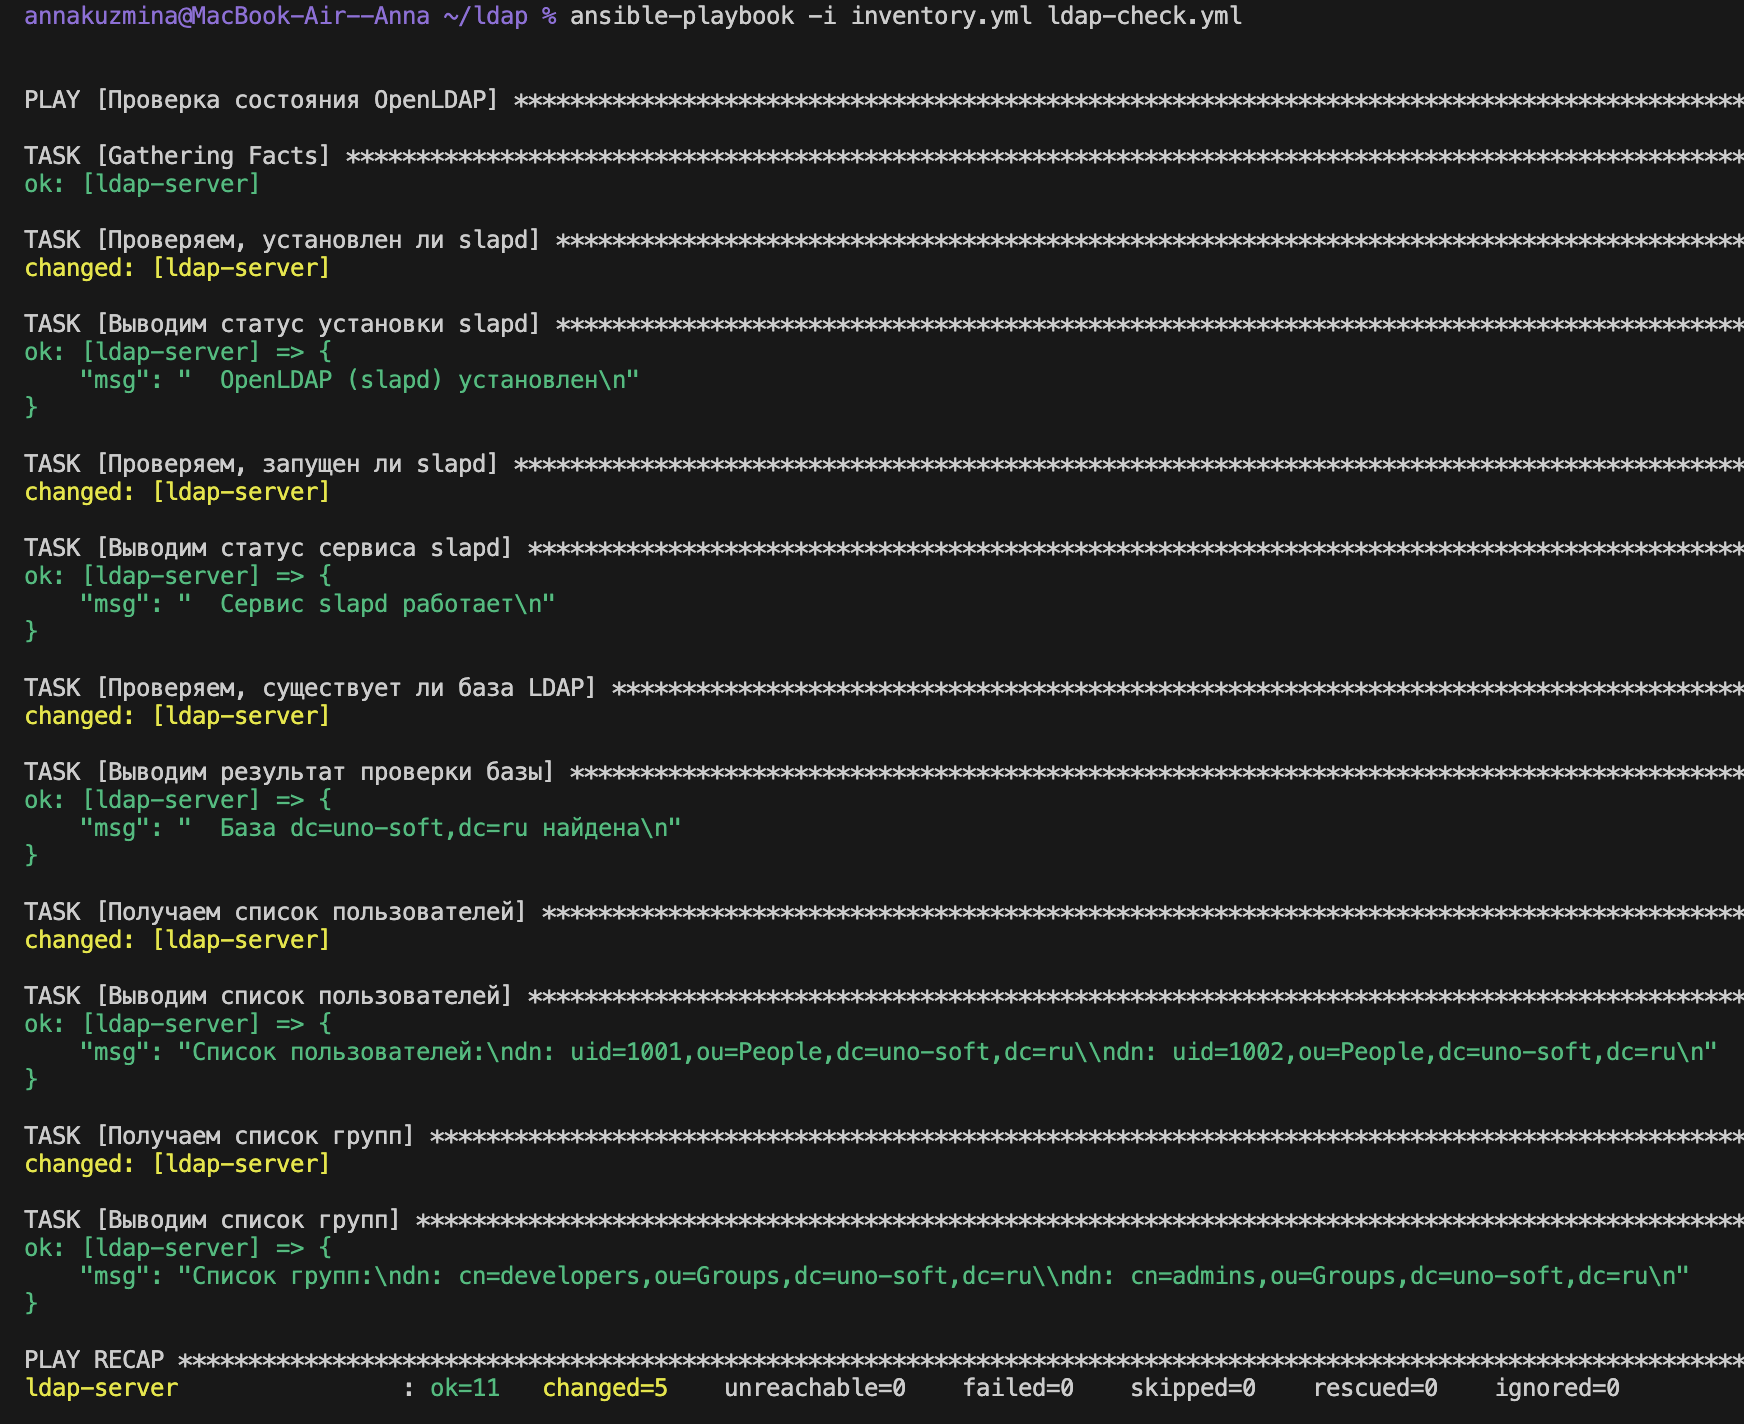 annakuzmina@MacBook-Air--Anna ~/ldap % ansible-playbook -i inventory.yml ldap-check.yml
PLAY [Проверка состояния OpenLDAP] ****************************************************************************************
TASK [Gathering Facts] ****************************************************************************************************
ok: [ldap-server]
TASK [Проверяем, установлен ли slapd] *************************************************************************************
changed: [ldap-server]
TASK [Выводим статус установки slapd] *************************************************************************************
ok: [ldap-server] => {
    "msg": "  OpenLDAP (slapd) установлен\n"
}
TASK [Проверяем, запущен ли slapd] ****************************************************************************************
changed: [ldap-server]
TASK [Выводим статус сервиса slapd] ***************************************************************************************
ok: [ldap-server] => {
    "msg": "  Сервис slapd работает\n"
}
TASK [Проверяем, существует ли база LDAP] *********************************************************************************
changed: [ldap-server]
TASK [Выводим результат проверки базы] ************************************************************************************
ok: [ldap-server] => {
    "msg": "  База dc=uno-soft,dc=ru найдена\n"
}
TASK [Получаем список пользователей] **************************************************************************************
changed: [ldap-server]
TASK [Выводим список пользователей] ***************************************************************************************
ok: [ldap-server] => {
    "msg": "Список пользователей:\ndn: uid=1001,ou=People,dc=uno-soft,dc=ru\\ndn: uid=1002,ou=People,dc=uno-soft,dc=ru\n"
}
TASK [Получаем список групп] **********************************************************************************************
changed: [ldap-server]
TASK [Выводим список групп] ***********************************************************************************************
ok: [ldap-server] => {
    "msg": "Список групп:\ndn: cn=developers,ou=Groups,dc=uno-soft,dc=ru\\ndn: cn=admins,ou=Groups,dc=uno-soft,dc=ru\n"
}
PLAY RECAP ****************************************************************************************************************
ldap-server                : ok=11   changed=5    unreachable=0    failed=0    skipped=0    rescued=0    ignored=0